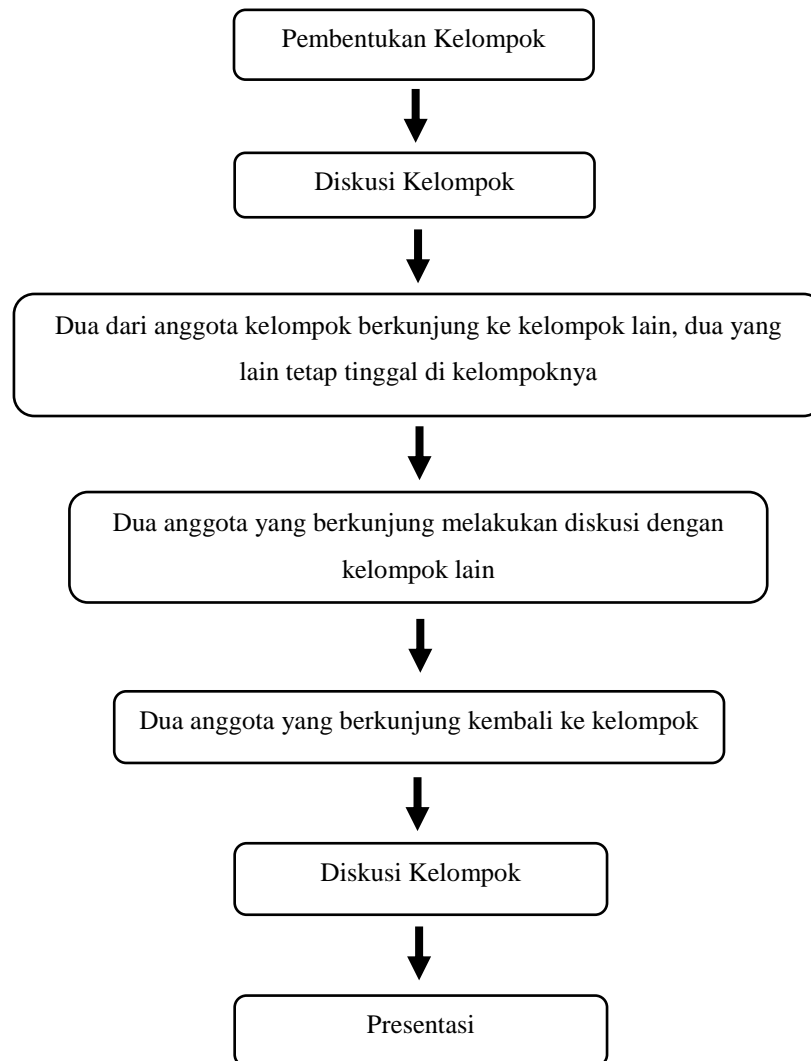 Pembentukan Kelompok
Diskusi Kelompok
Dua dari anggota kelompok berkunjung ke kelompok lain, dua yang
lain tetap tinggal di kelompoknya
Dua anggota yang berkunjung melakukan diskusi dengan
kelompok lain
Dua anggota yang berkunjung kembali ke kelompok
Diskusi Kelompok
Presentasi